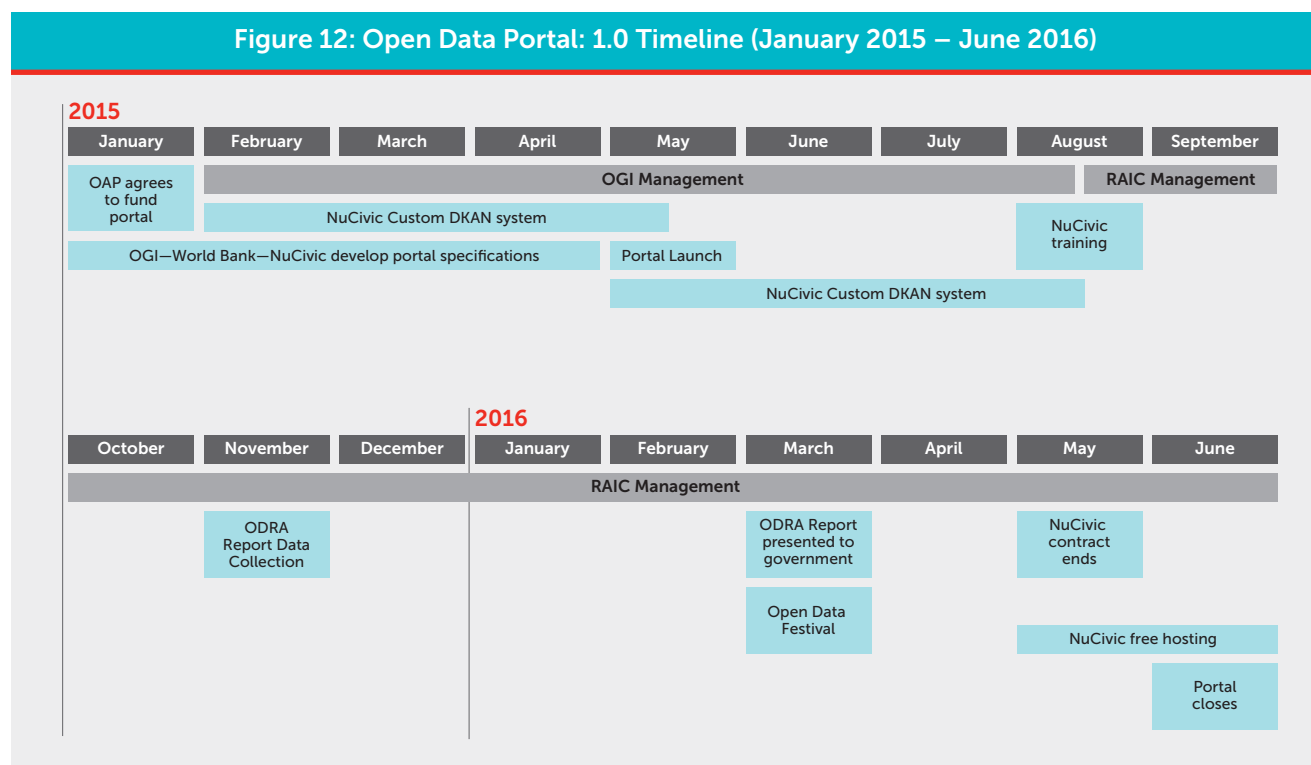 Figure 12: Open Data Portal: 1.0 Timeline (January 2015 – June 2016)
2015
January February March April May June July August September
OAP agrees
to fund
portal
OGI Management
RAIC Management
NuCivic Custom DKAN system
NuCivic
training
OGI—World Bank—NuCivic develop portal specifications
Portal Launch
NuCivic Custom DKAN system
2016
October November December January February March April May June
RAIC Management
ODRA
Report Data
Collection
ODRA Report
presented to
government
NuCivic
contract
ends
Open Data
Festival
NuCivic free hosting
Portal
closes